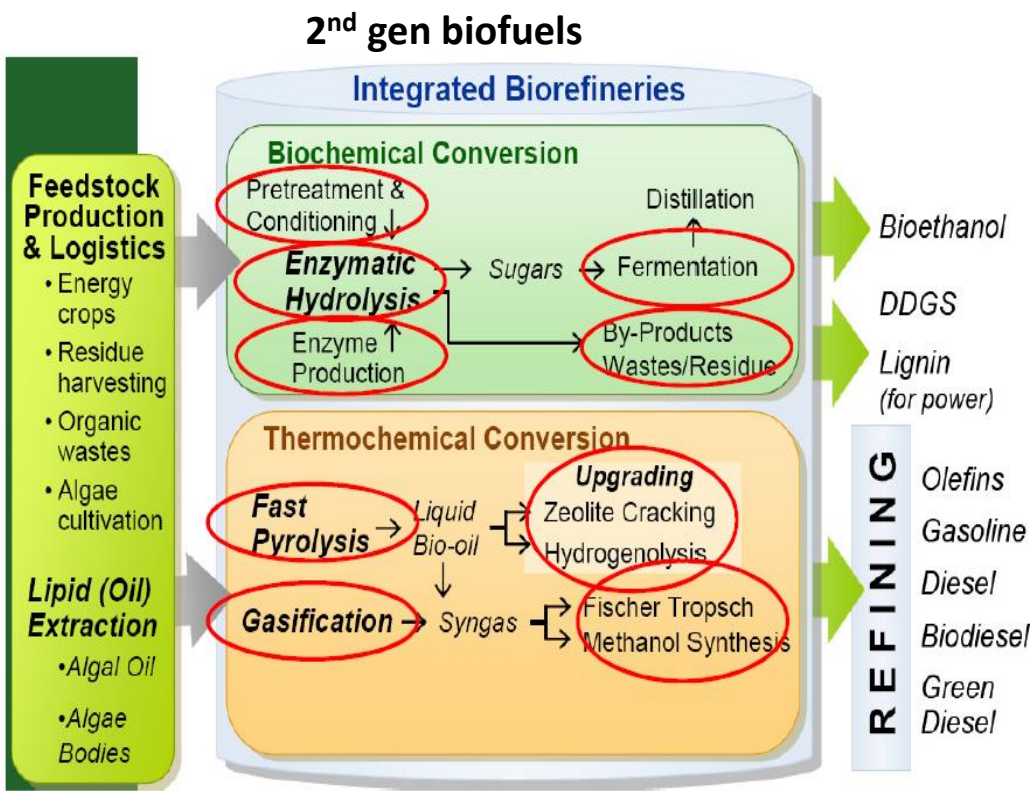 2nd gen biofuels
Integrated Biorefineries
Feedstock
Production
& Logistics
• Energy
crops
• Residue
harvesting
• Organic
wastes
• Algae
cultivation
Lipid (Oil)
Extraction
•Algal Oil
•Algae
Bodies
Biochemical Conversion
Pretreatment &
Conditioning
Enzymatic
Hydrolysis
Enzyme
Production
Sugars
Distillation
Fermentation
By-Products
Wastes/Residue
Thermochemical Conversion
Fast
Pyrolysis
Liquid
Bio-oil
Upgrading
Zeolite Cracking
Hydrogenolysis
Gasification
Syngas
Fischer Tropsch
Methanol Synthesis
Bioethanol
DDGS
Lignin
(for power)
REFINING
Olefins
Gasoline
Diesel
Biodiesel
Green
Diesel